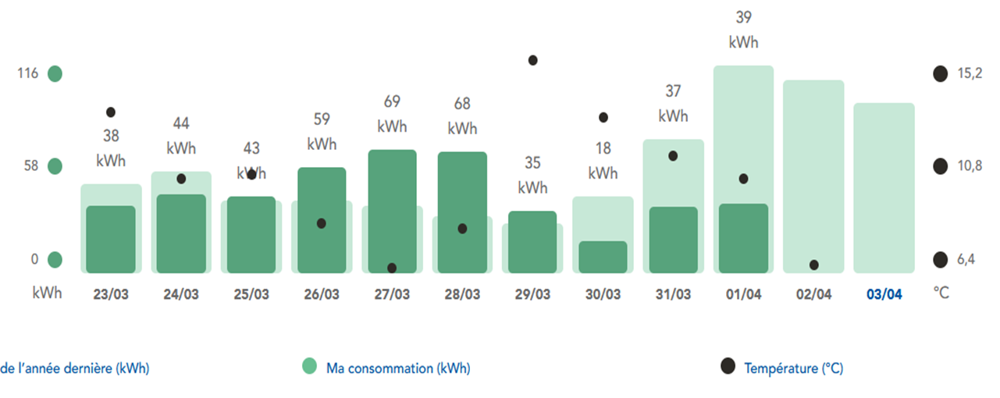 39
kWh
116
15,2
37
kWh
69
kWh
68
kWh
59
kWh
44
kWh
38
kWh
43
kWh
18
kWh
35
kWh
58
10,8
0
6,4
kWh
23/03
24/03
25/03
26/03
27/03
28/03
29/03
30/03
31/03
01/04
02/04
03/04
°C
de l'année dernière (kWh)
Ma consommation (kWh)
Température (°C)